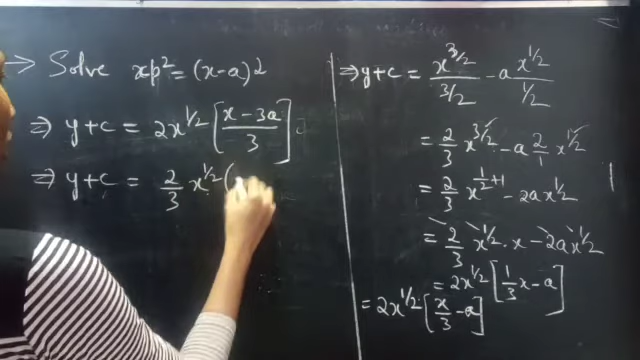 → Solve xp² = (x-a)²
⇒ y+c = 2x^{1/2} [(x - 3a)/3]
⇒ y+c = 2/3 x^{1/2} (
⇒ y+c = x^{3/2}/(3/2) - a x^{1/2}/(1/2)
= 2/3 x^{3/2} - a 2/1 x^{1/2}
= 2/3 x^{1/2+1} - 2ax^{1/2}
= 2/3 x^{1/2} · x - 2ax^{1/2}
= 2x^{1/2} [1/3 x - a]
= 2x^{1/2} [x/3 - a]